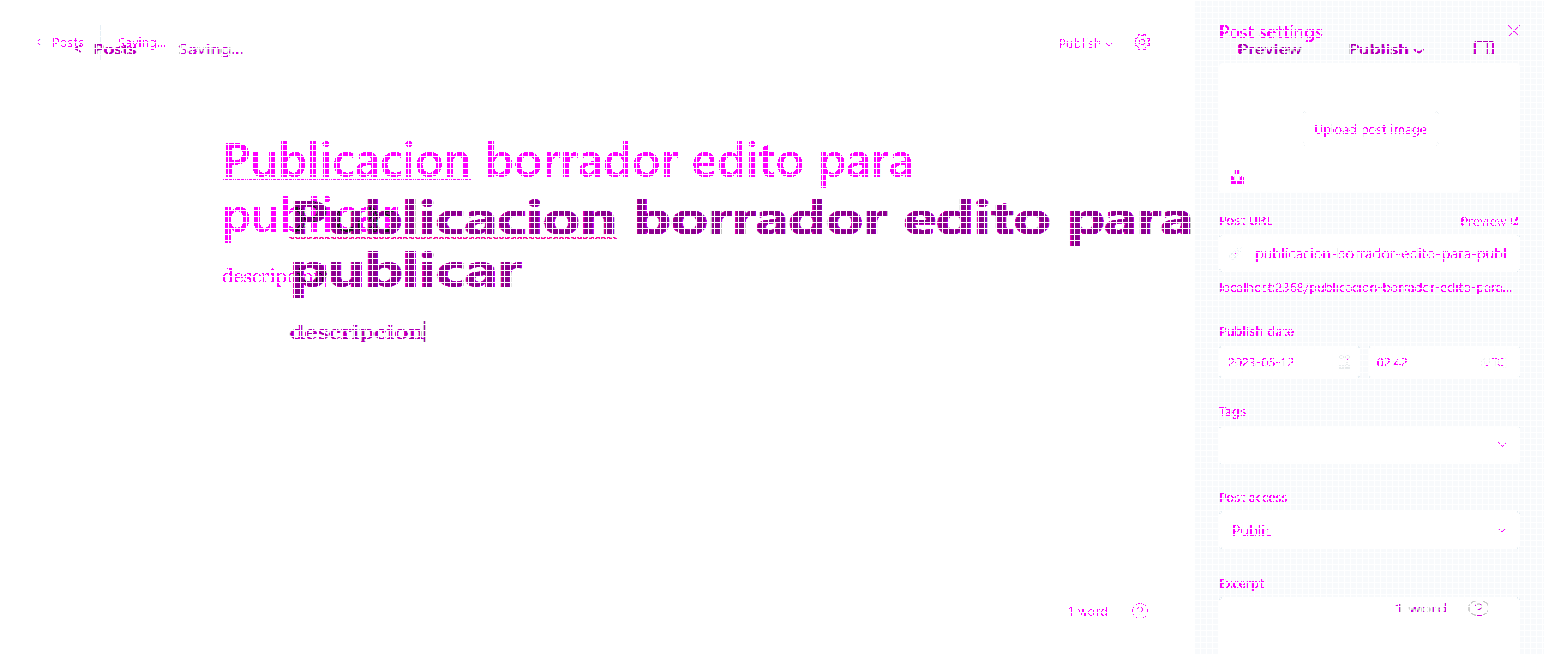 Posts Saving...
Posts Saving...
Publish
Post settings
Preview Publish
Upload post image
Publicacion borrador edito para
publicar
descripcion
Publicacion borrador edito para
publicar
descripcion
Post URL Preview
publicacion-borrador-edito-para-publ
localhost:2368/publicacion-borrador-edito-para...
Publish date
2023-05-12 02:42 UTC
Tags
Post access
Public
Excerpt
1 word
1 word